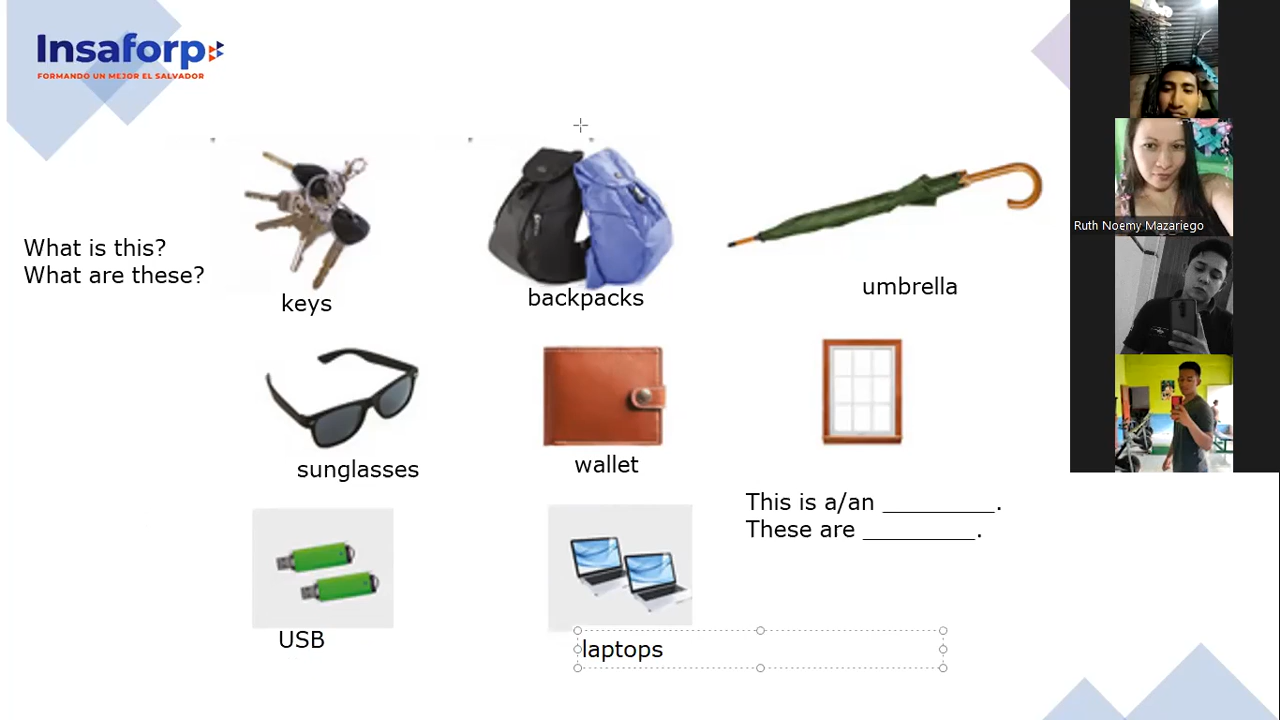 Insaforp
FORMANDO UN MEJOR EL SALVADOR
What is this?
What are these?
keys
backpacks
umbrella
sunglasses
wallet
This is a/an _________.
These are _________.
USB
laptops
Ruth Noemy Mazariego